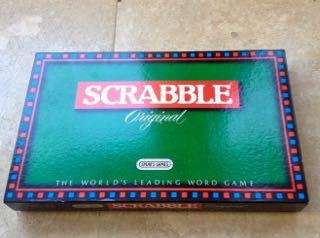 SCRABBLE
Original
SPEAR'S GAMES
THE WORLD'S LEADING WORD GAME
SCRABBLE